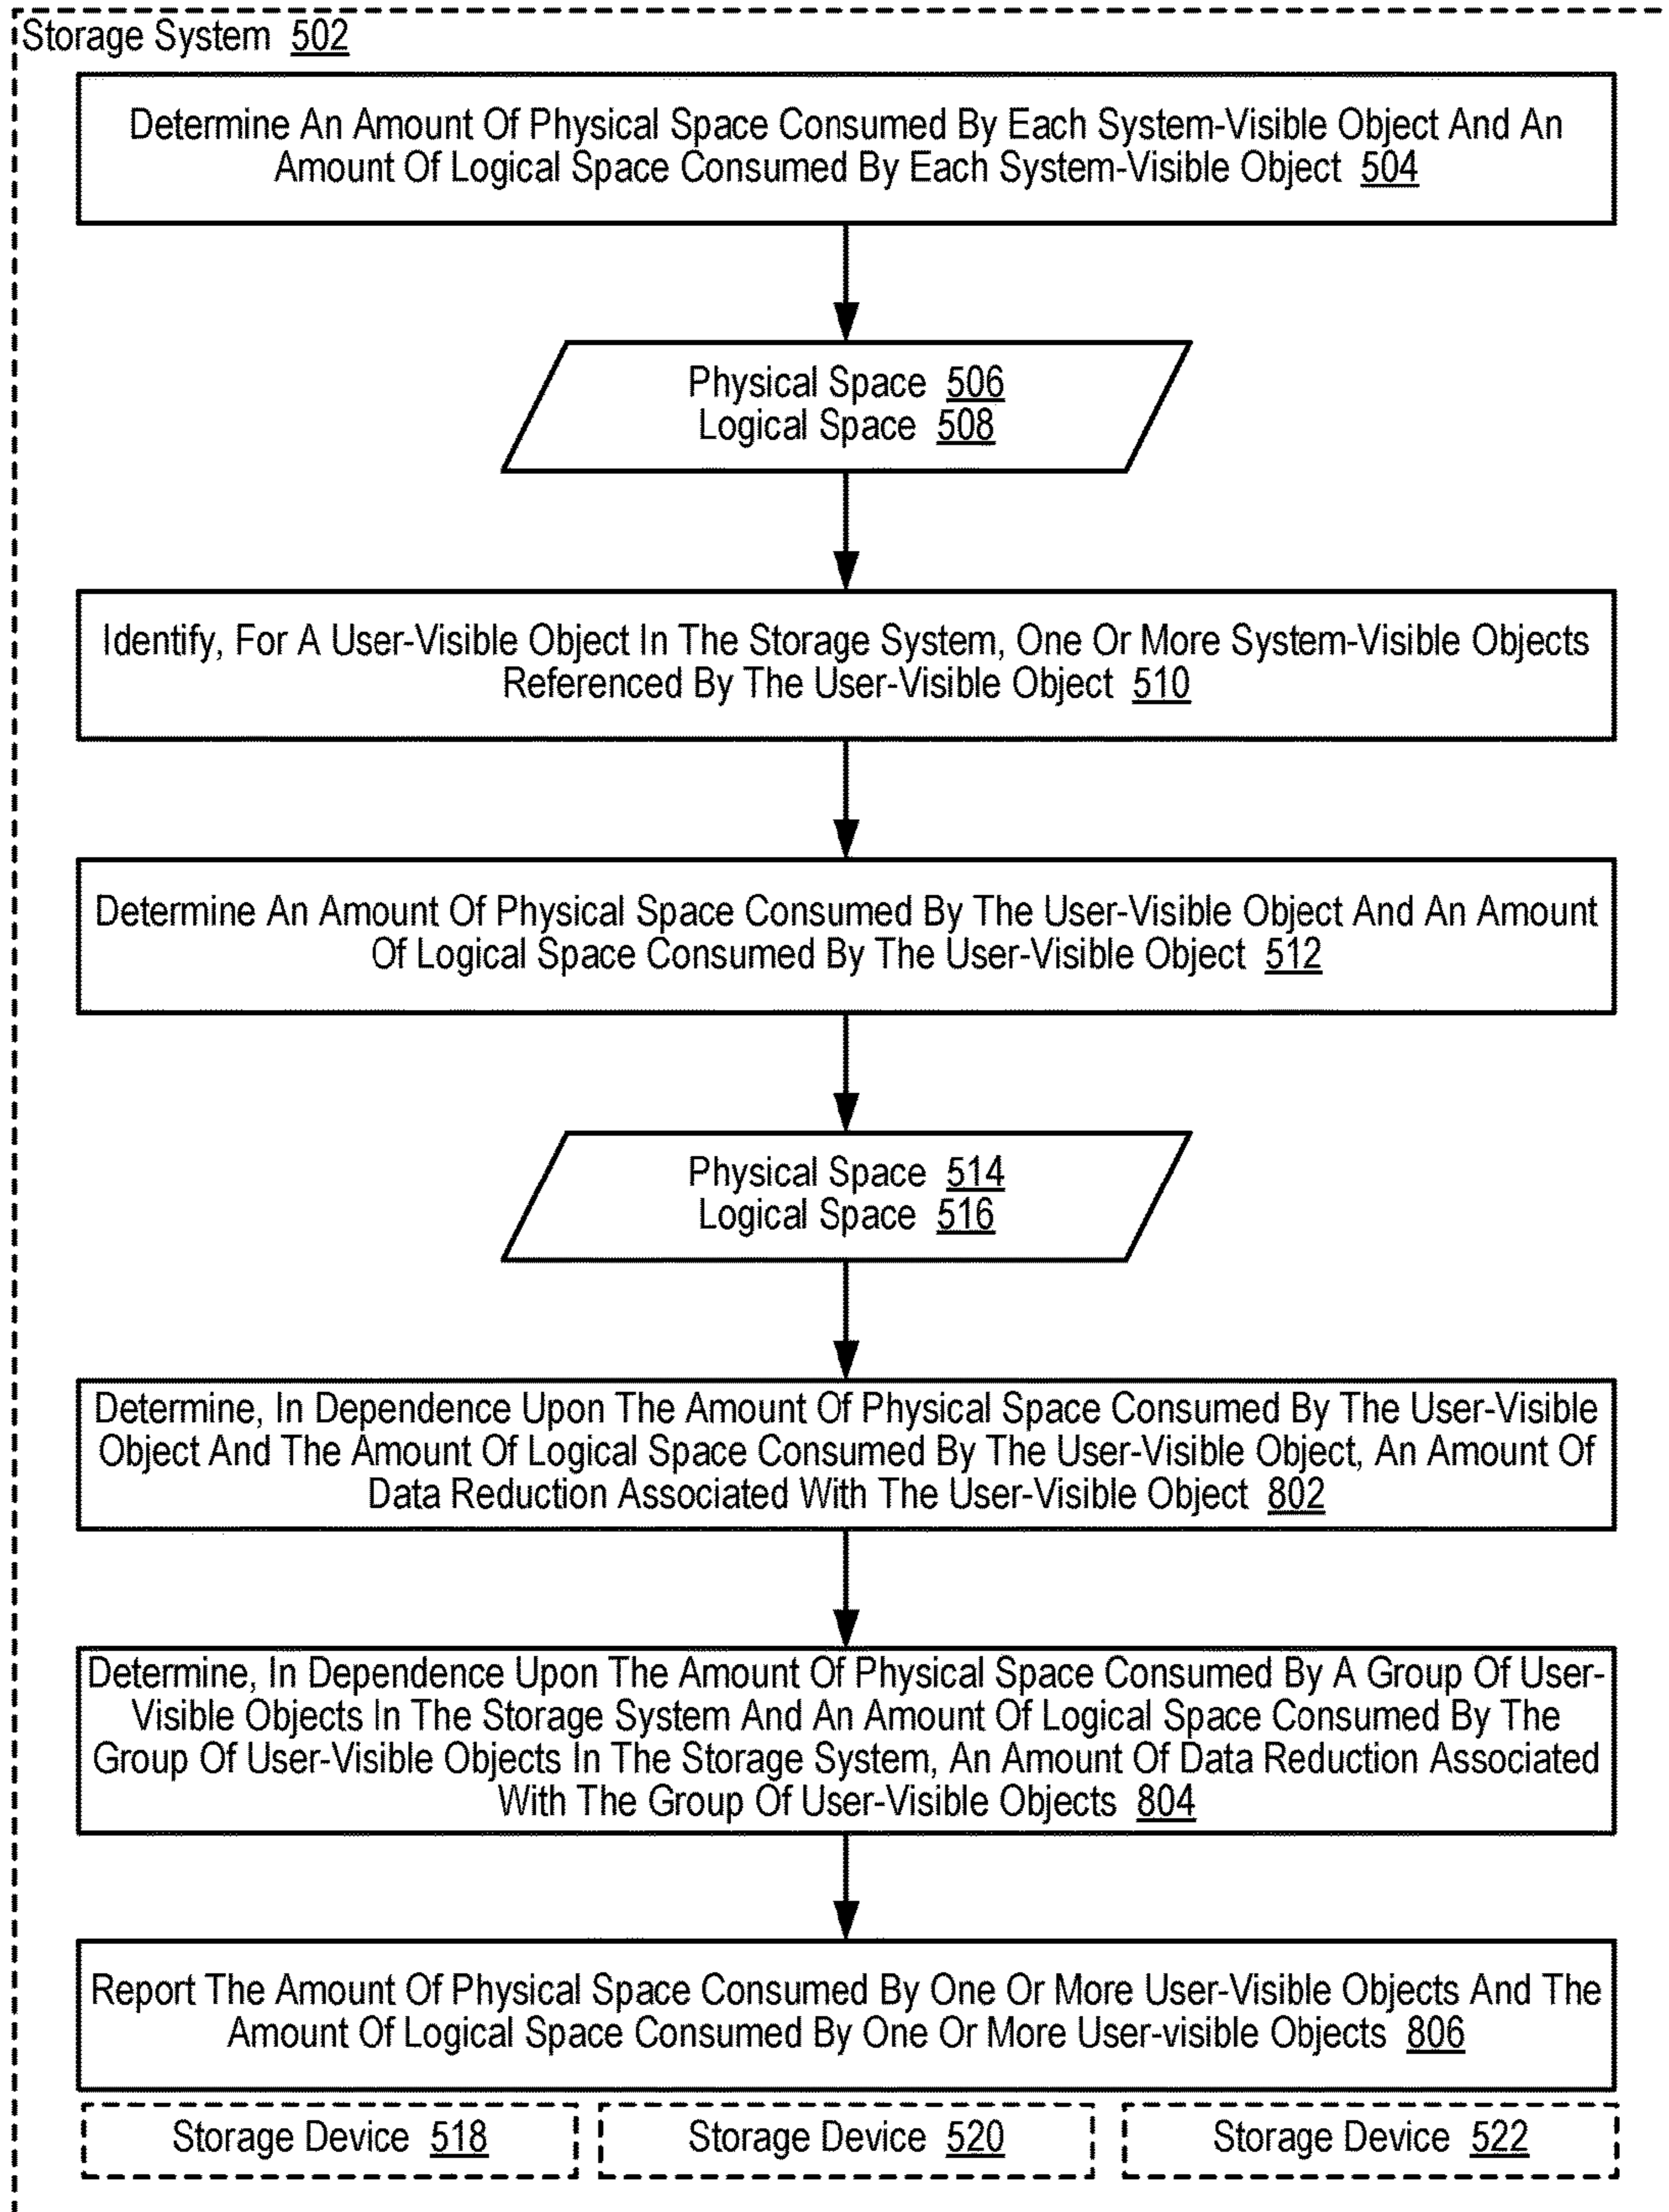 Storage System 502
Determine An Amount Of Physical Space Consumed By Each System-Visible Object And An
Amount Of Logical Space Consumed By Each System-Visible Object 504
Physical Space 506
Logical Space 508
Identify, For A User-Visible Object In The Storage System, One Or More System-Visible Objects
Referenced By The User-Visible Object 510
Determine An Amount Of Physical Space Consumed By The User-Visible Object And An Amount
Of Logical Space Consumed By The User-Visible Object 512
Physical Space 514
Logical Space 516
Determine, In Dependence Upon The Amount Of Physical Space Consumed By The User-Visible
Object And The Amount Of Logical Space Consumed By The User-Visible Object, An Amount Of
Data Reduction Associated With The User-Visible Object 802
Determine, In Dependence Upon The Amount Of Physical Space Consumed By A Group Of User-
Visible Objects In The Storage System And An Amount Of Logical Space Consumed By The
Group Of User-Visible Objects In The Storage System, An Amount Of Data Reduction Associated
With The Group Of User-Visible Objects 804
Report The Amount Of Physical Space Consumed By One Or More User-Visible Objects And The
Amount Of Logical Space Consumed By One Or More User-visible Objects 806
Storage Device 518
Storage Device 520
Storage Device 522